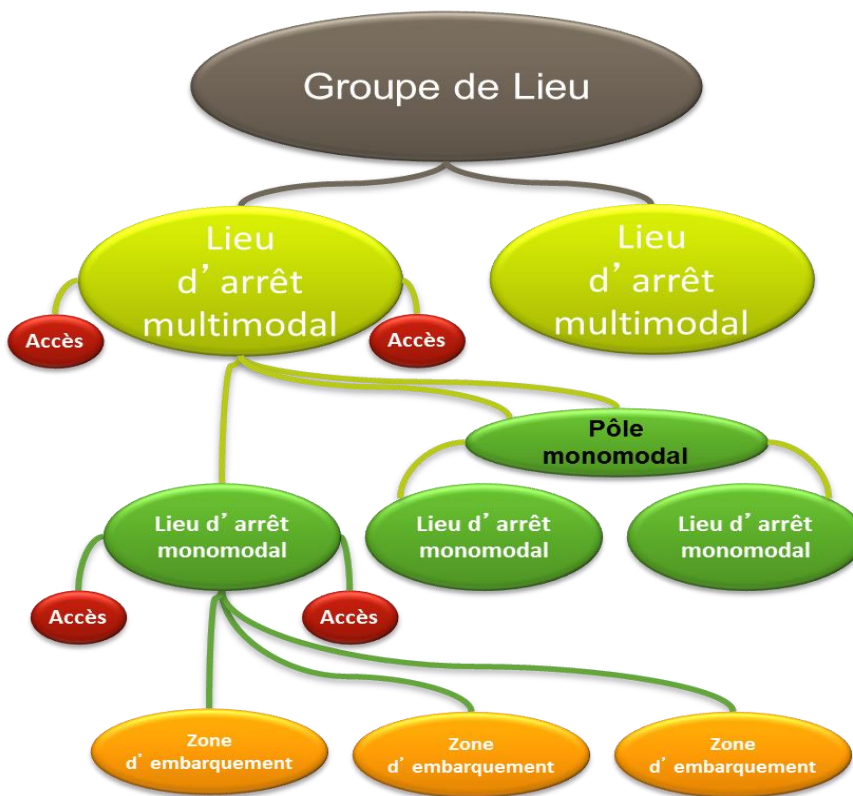 Groupe de Lieu
Lieu
d’ arrêt
multimodal
Lieu
d’ arrêt
multimodal
Accès
Accès
Pôle
monomodal
Lieu d’ arrêt
monomodal
Lieu d’ arrêt
monomodal
Lieu d’ arrêt
monomodal
Accès
Accès
Zone
d’ embarquement
Zone
d’ embarquement
Zone
d’ embarquement